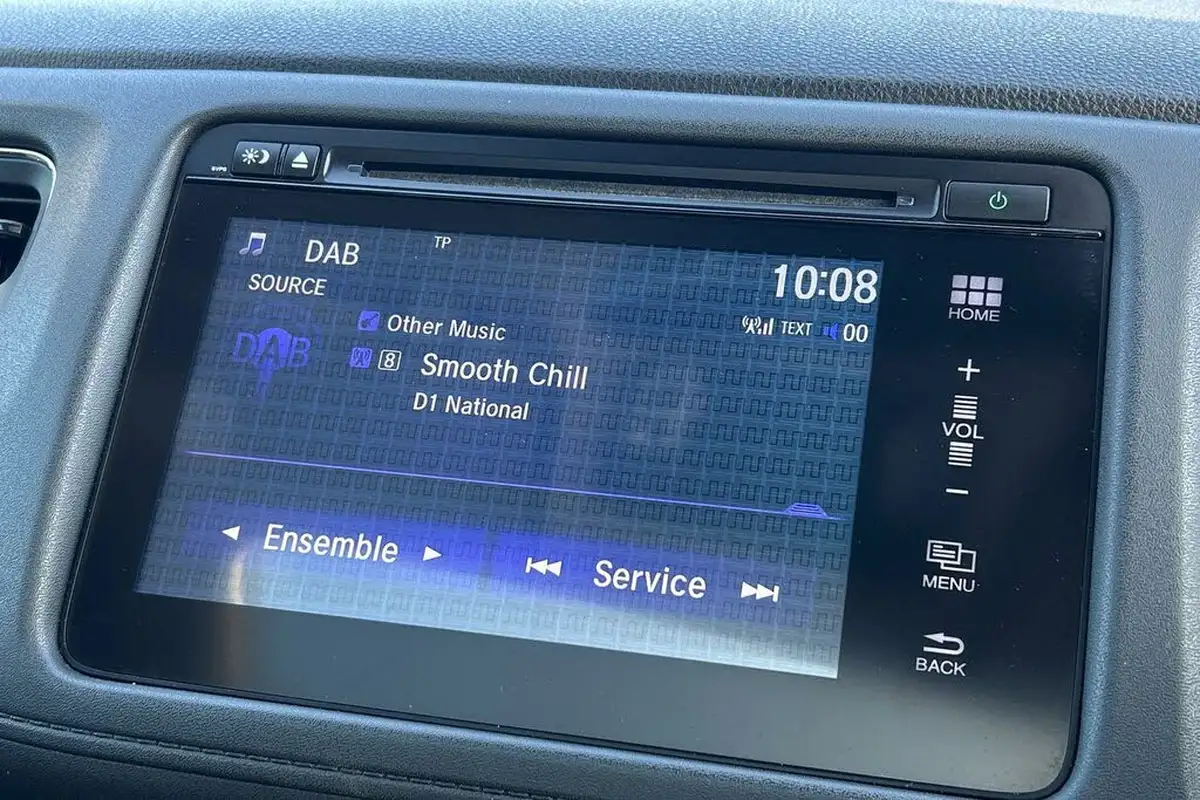 DAB
TP
SOURCE
10:08
Other Music
TEXT 00
DAB
8 Smooth Chill
D1 National
Ensemble
Service
HOME
+
VOL
−
MENU
BACK